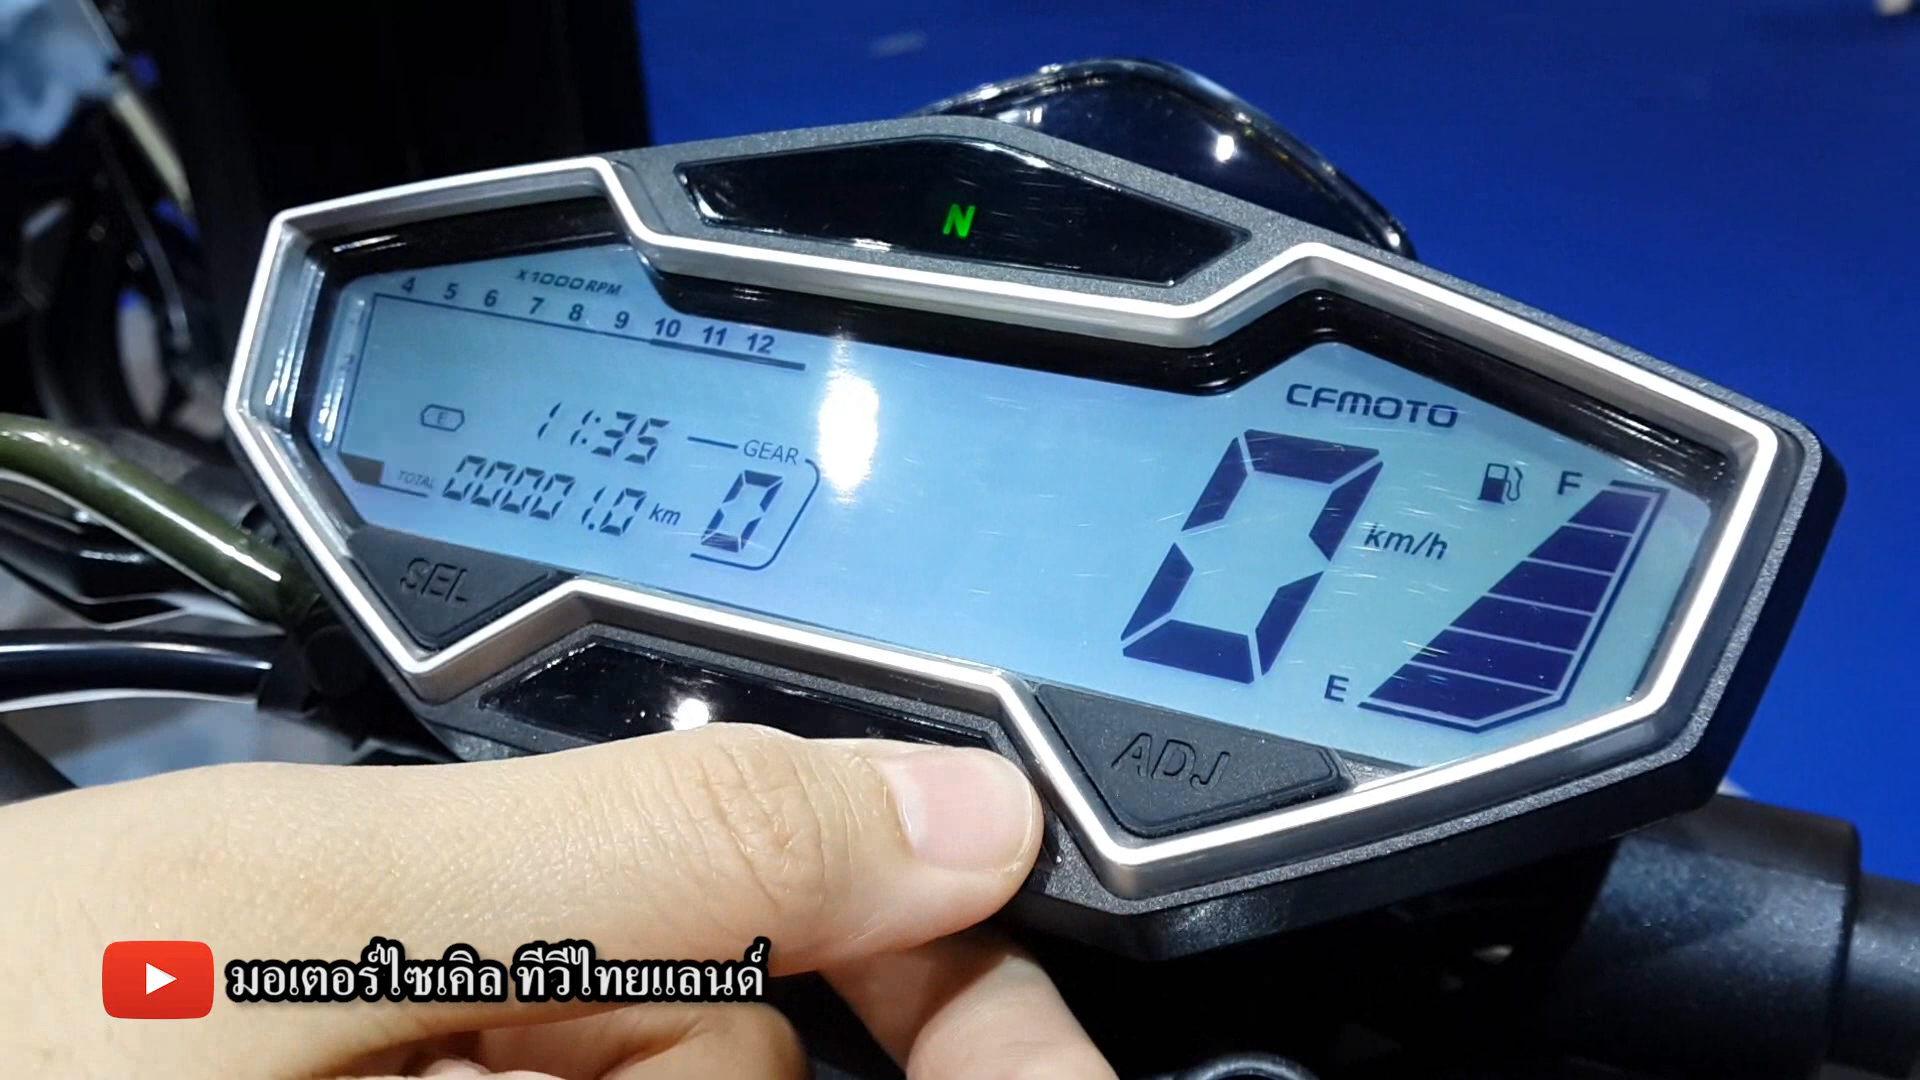 N
X1000RPM
4 5 6 7 8 9 10 11 12
CFMOTO
E
11:35
GEAR
F
TOTAL 00001.0 km
0
0
km/h
SEL
E
ADJ
มอเตอร์ไซเคิล ทีวีไทยแลนด์